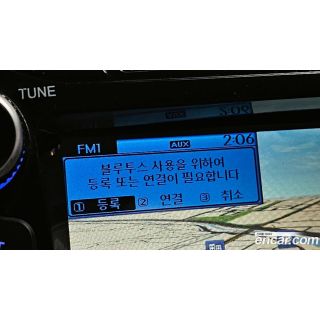 TUNE
FM1 AUX 2:06
블루투스 사용을 위하여
등록 또는 연결이 필요합니다
① 등록 ② 연결 ③ 취소
encar.com